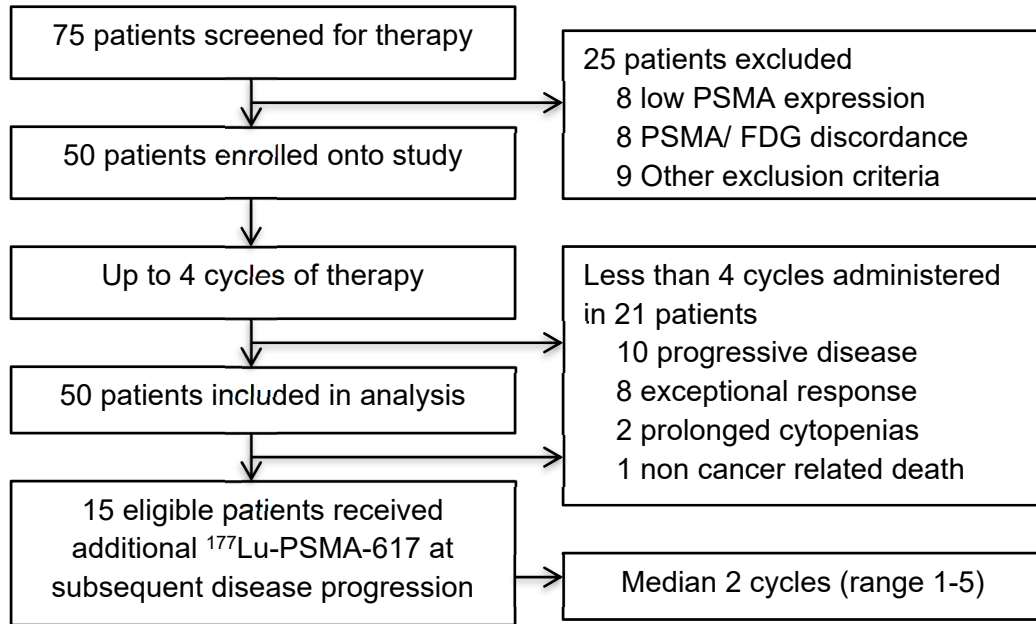 75 patients screened for therapy
25 patients excluded
8 low PSMA expression
8 PSMA/ FDG discordance
9 Other exclusion criteria
50 patients enrolled onto study
Up to 4 cycles of therapy
Less than 4 cycles administered
in 21 patients
10 progressive disease
8 exceptional response
2 prolonged cytopenias
1 non cancer related death
50 patients included in analysis
15 eligible patients received
additional ¹⁷⁷Lu-PSMA-617 at
subsequent disease progression
Median 2 cycles (range 1-5)